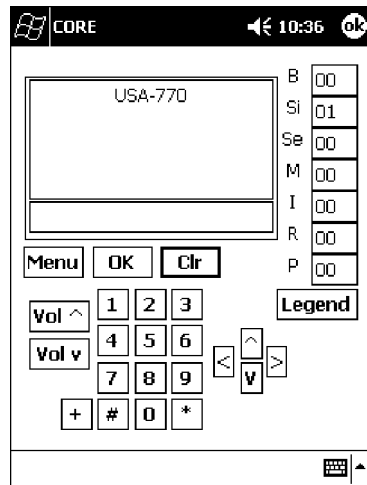 CORE 10:36 ok
USA-770
B 00
Si 01
Se 00
M 00
I 00
R 00
P 00
Menu OK Clr
Legend
Vol ^ 1 2 3
Vol v 4 5 6
7 8 9
+ # 0 *
< ^ v >